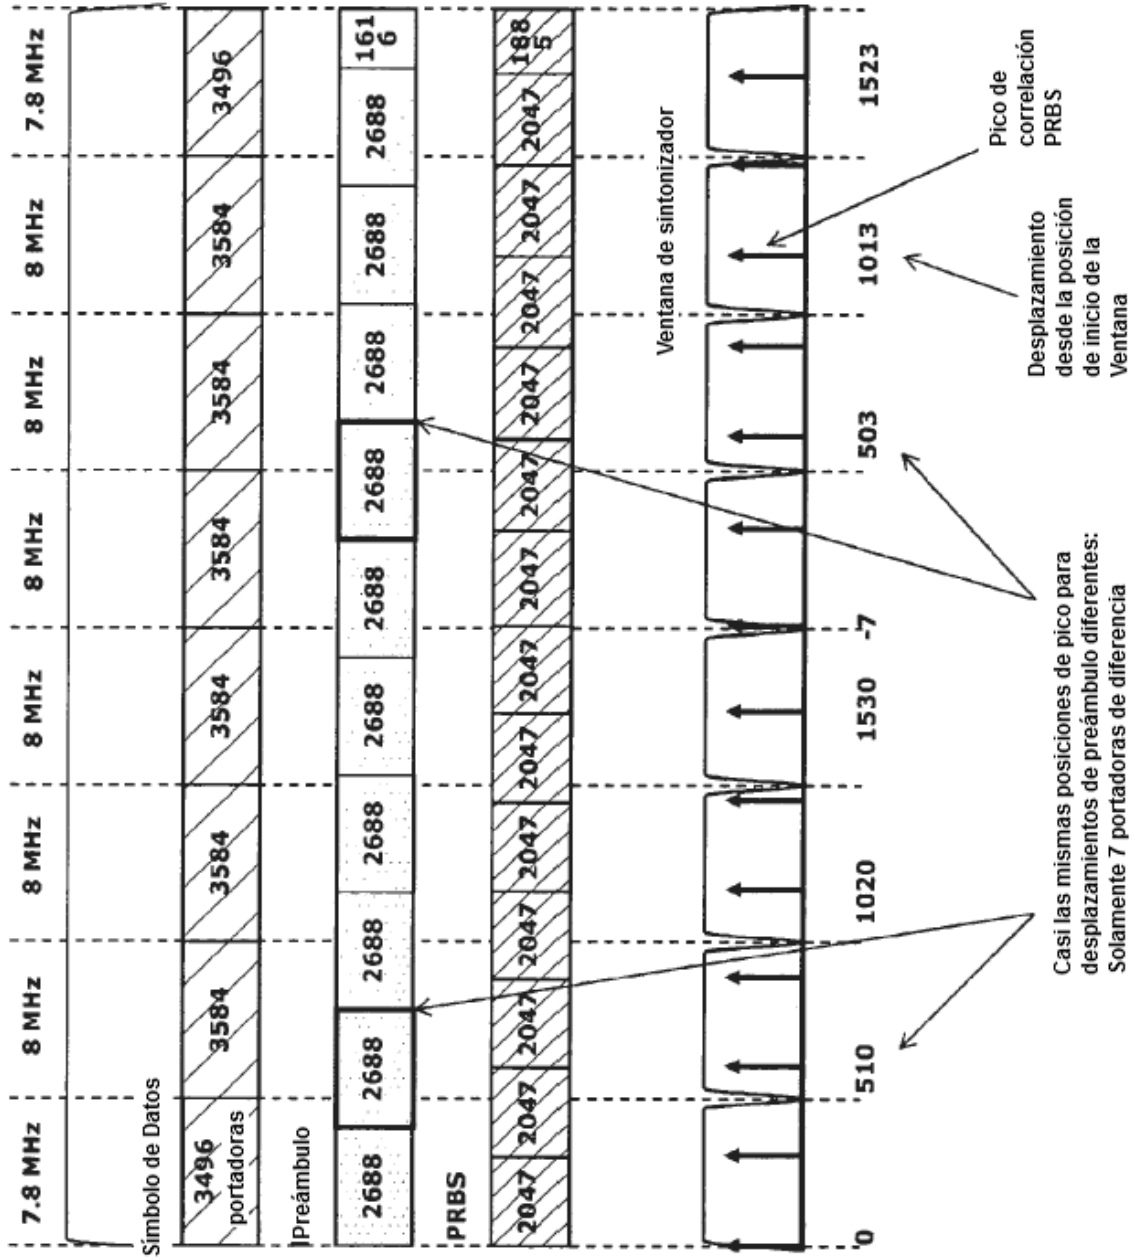 7.8 MHz 8 MHz 8 MHz 8 MHz 8 MHz 8 MHz 8 MHz 7.8 MHz
Símbolo de Datos
3496 3584 3584 3584 3584 3584 3584 3496
portadoras
IPreámbulo
2688 2688 2688 2688 2688 2688 2688 2688 2688 2688 161
6
PRBS
2047 2047 2047 2047 2047 2047 2047 2047 2047 2047 2047 2047 2047 188
5
Ventana de sintonizador
0 510 1020 1530 -7 503 1013 1523
Pico de
correlación
PRBS
Desplazamiento
desde la posición
de inicio de la
Ventana
Casi las mismas posiciones de pico para
desplazamientos de preámbulo diferentes:
Solamente 7 portadoras de diferencia